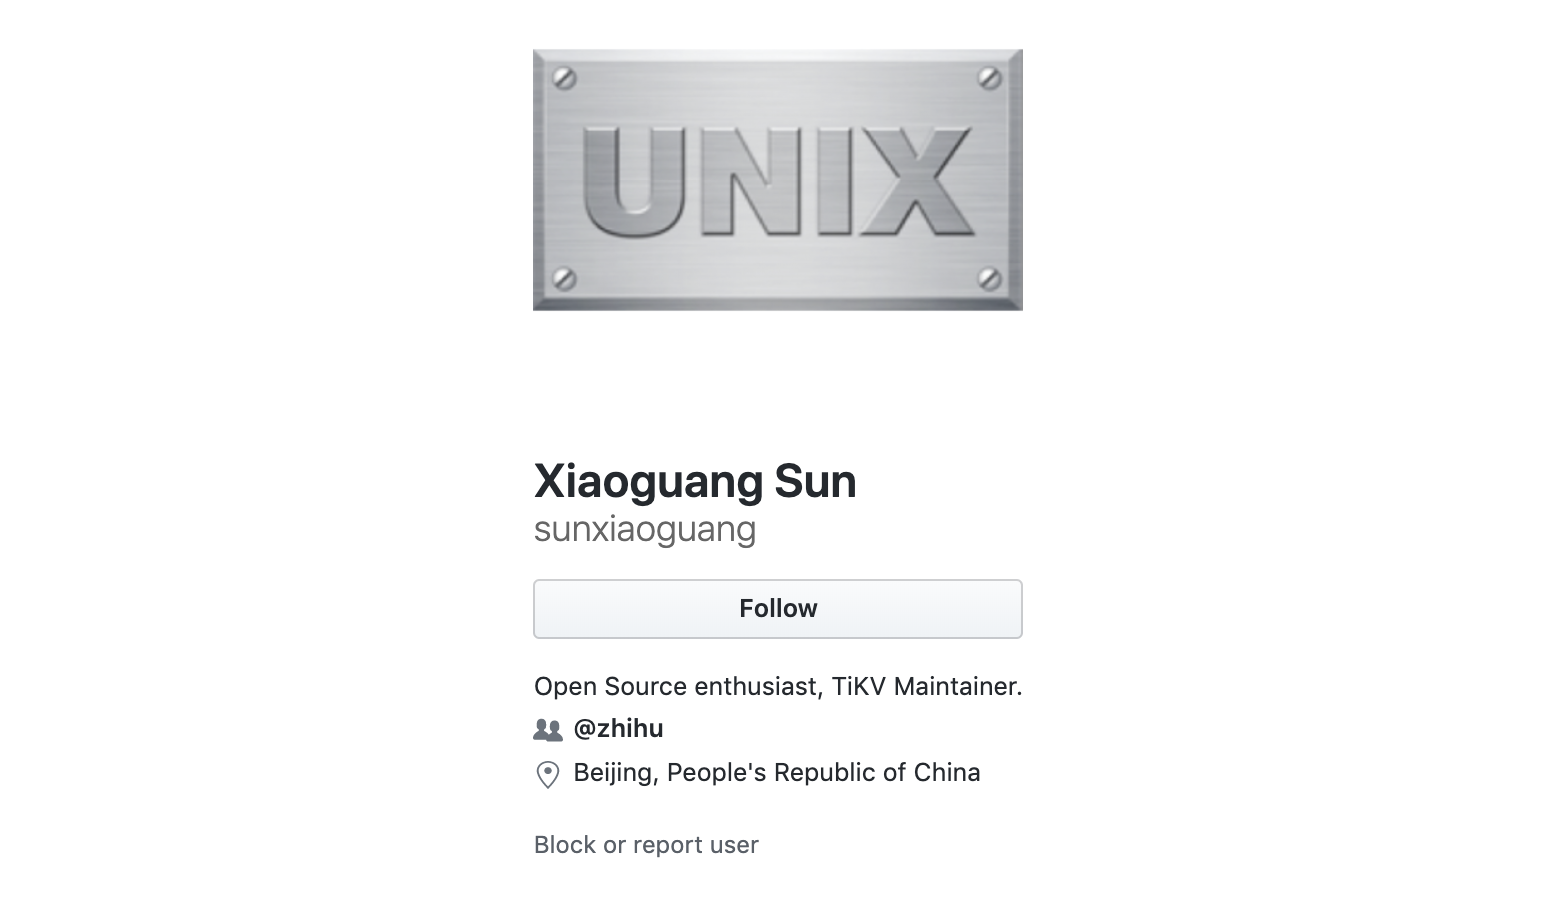 UNIX
Xiaoguang Sun
sunxiaoguang
Follow
Open Source enthusiast, TiKV Maintainer.
@zhihu
Beijing, People's Republic of China
Block or report user